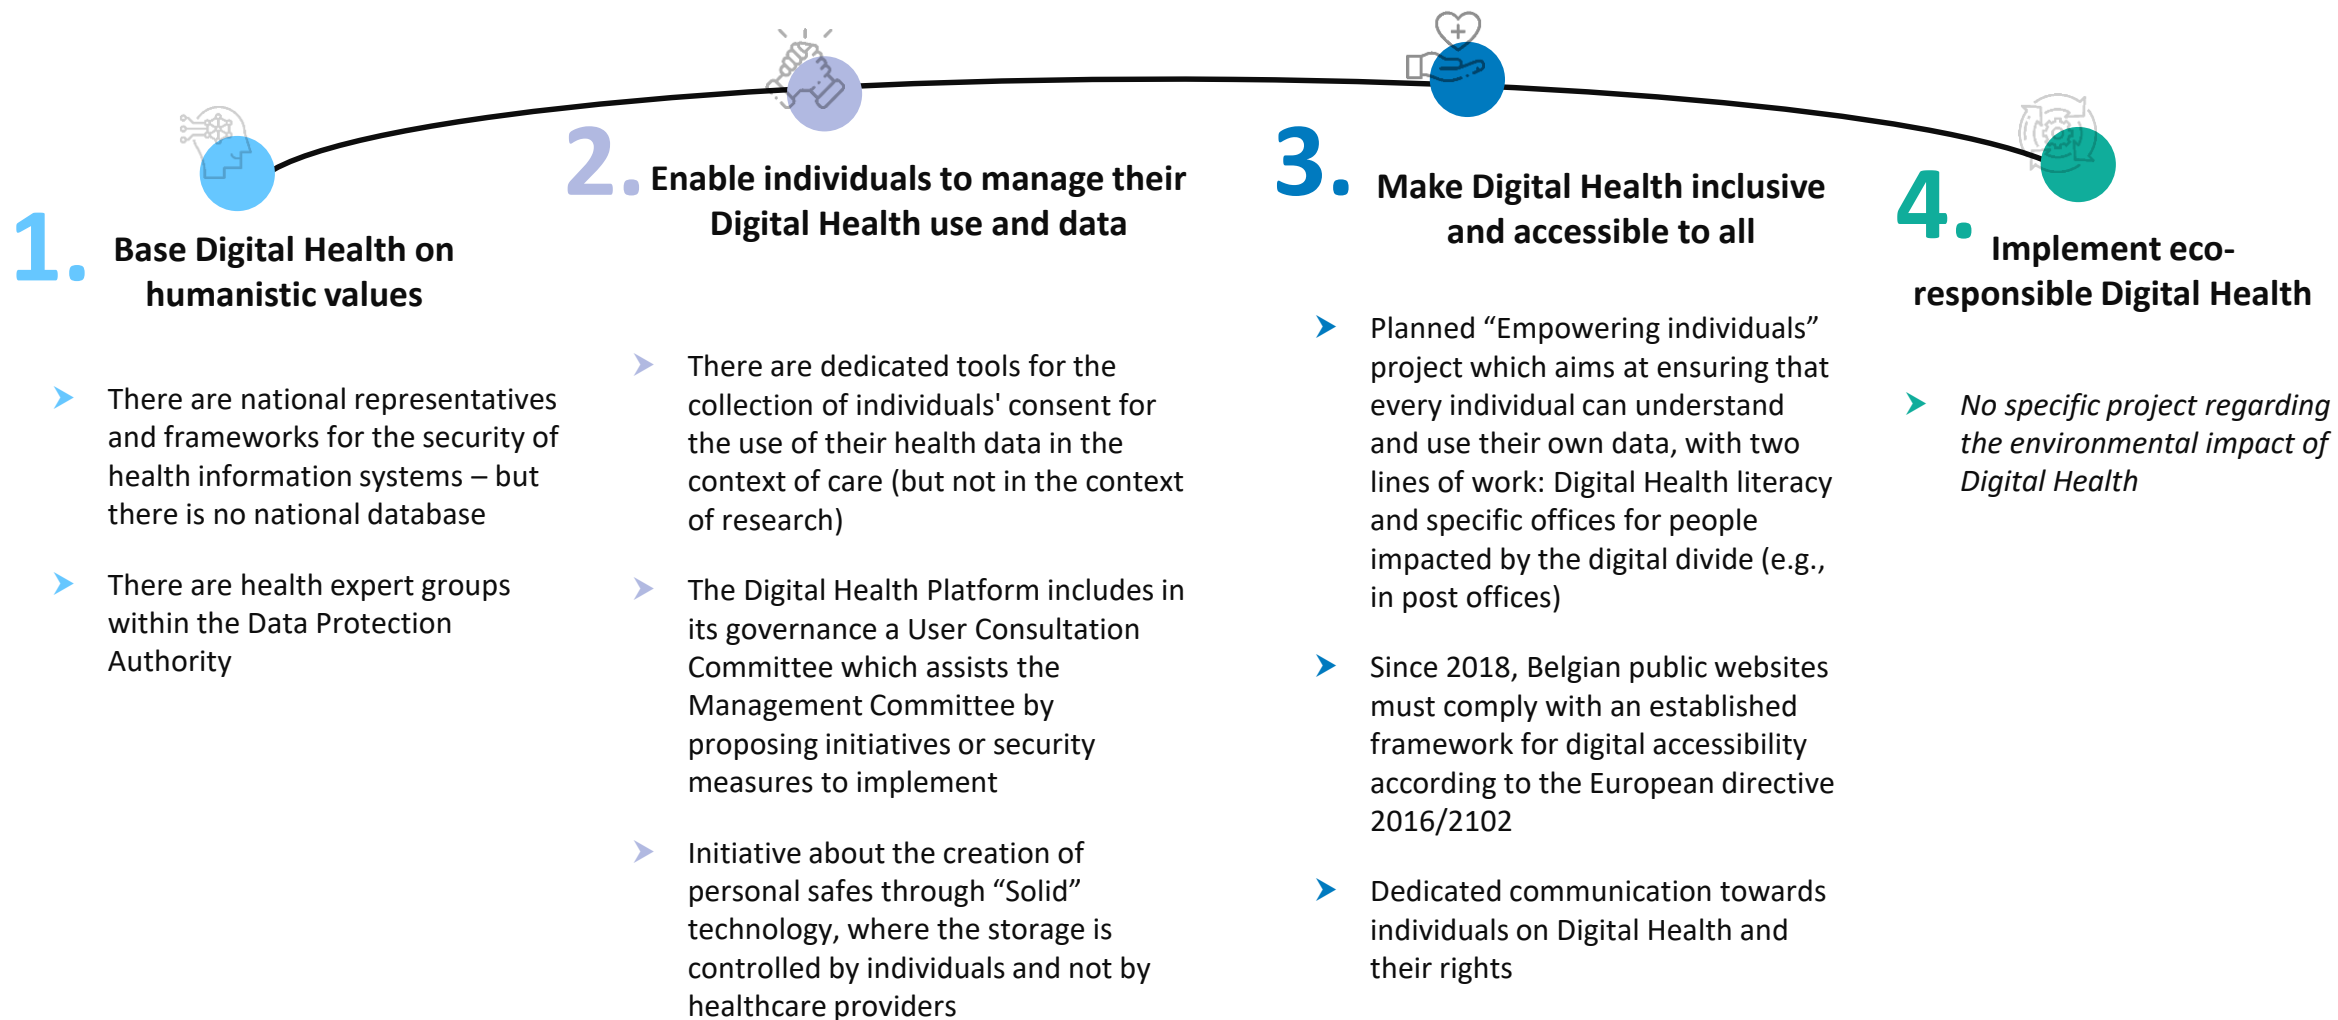 1.
Base Digital Health on
humanistic values
There are national representatives
and frameworks for the security of
health information systems – but
there is no national database
There are health expert groups
within the Data Protection
Authority
2.
Enable individuals to manage their
Digital Health use and data
There are dedicated tools for the
collection of individuals' consent for
the use of their health data in the
context of care (but not in the context
of research)
The Digital Health Platform includes in
its governance a User Consultation
Committee which assists the
Management Committee by
proposing initiatives or security
measures to implement
Initiative about the creation of
personal safes through “Solid”
technology, where the storage is
controlled by individuals and not by
healthcare providers
3.
Make Digital Health inclusive
and accessible to all
Planned “Empowering individuals”
project which aims at ensuring that
every individual can understand
and use their own data, with two
lines of work: Digital Health literacy
and specific offices for people
impacted by the digital divide (e.g.,
in post offices)
Since 2018, Belgian public websites
must comply with an established
framework for digital accessibility
according to the European directive
2016/2102
Dedicated communication towards
individuals on Digital Health and
their rights
4.
Implement eco-
responsible Digital Health
No specific project regarding
the environmental impact of
Digital Health